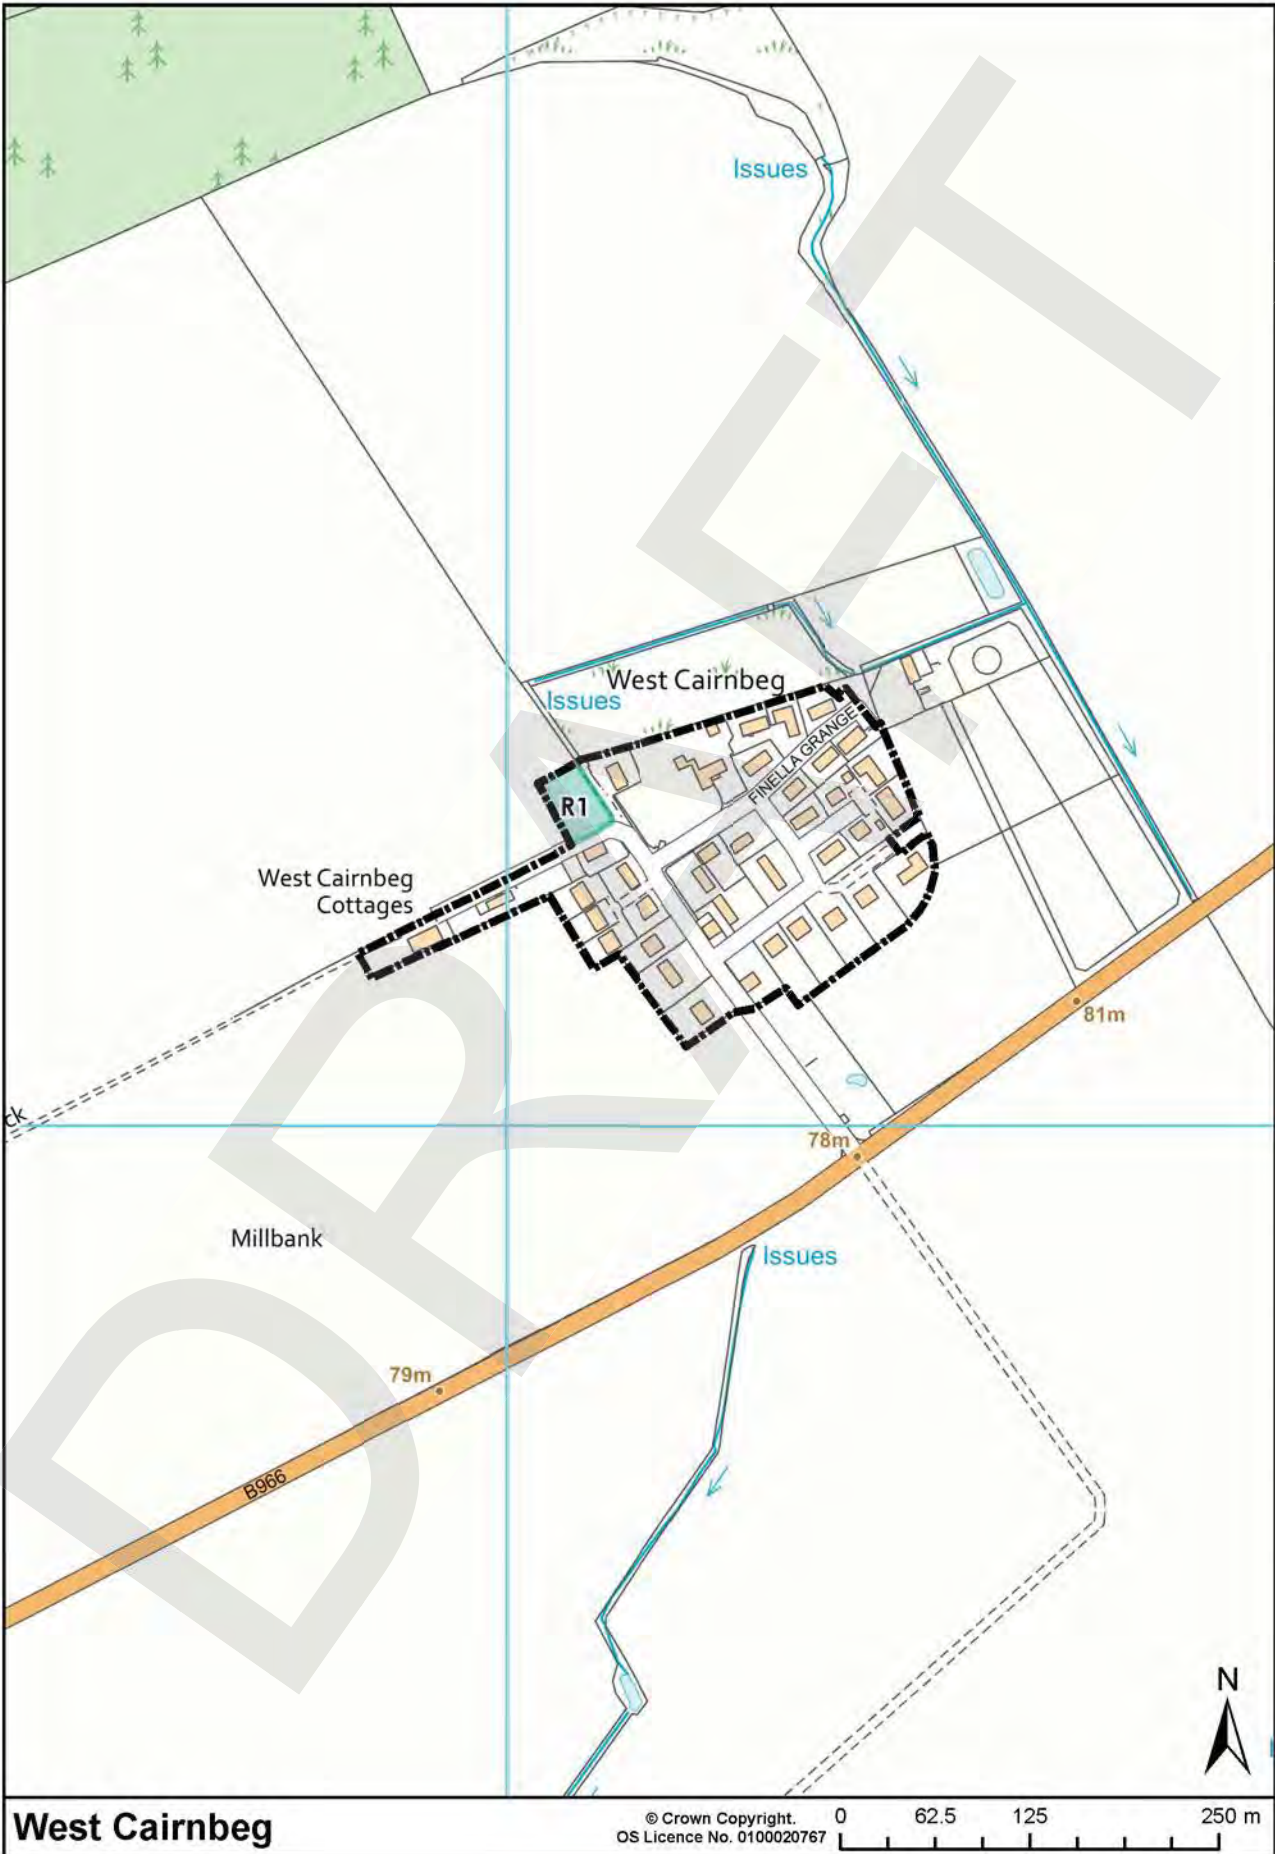 Issues
West Cairnbeg
Issues
FINELLA GRANGE
R1
West Cairnbeg
Cottages
81m
ck
78m
Millbank
Issues
79m
B966
DRAFT
N
West Cairnbeg
© Crown Copyright.
OS Licence No. 0100020767
0 62.5 125 250 m